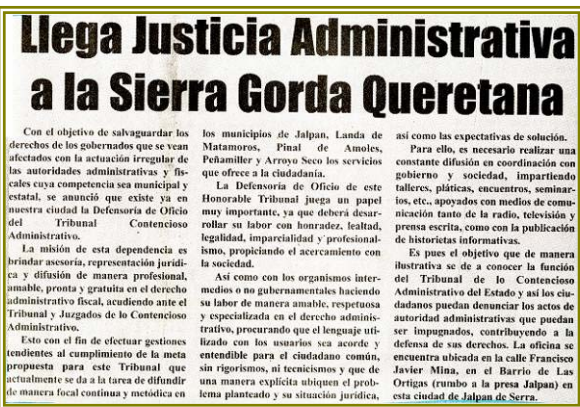 Llega Justicia Administrativa
a la Sierra Gorda Queretana
Con el objetivo de salvaguardar los
derechos de los gobernados que se vean
afectados con la actuación irregular de
las autoridades administrativas y fis-
cales cuya competencia sea municipal y
estatal, se anunció que existe ya en
nuestra ciudad la Defensoría de Oficio
del Tribunal Contencioso
Administrativo.
La misión de esta dependencia es
brindar asesoría, representación jurídi-
ca y difusión de manera profesional,
amable, pronta y gratuita en el derecho
administrativo fiscal, acudiendo ante el
Tribunal y Juzgados de lo Contencioso
Administrativo.
Esto con el fin de efectuar gestiones
tendientes al cumplimiento de la meta
propuesta para este Tribunal que
actualmente se da a la tarea de difundir
de manera focal continua y metódica en
los municipios de Jalpan, Landa de
Matamoros, Pinal de Amoles,
Peñamiller y Arroyo Seco los servicios
que ofrece a la ciudadanía.
La Defensoría de Oficio de este
Honorable Tribunal juega un papel
muy importante, ya que deberá desar-
rollar su labor con honradez, lealtad,
legalidad, imparcialidad y profesional-
ismo, propiciando el acercamiento con
la sociedad.
Así como con los organismos inter-
medios o no gubernamentales haciendo
su labor de manera amable, respetuosa
y especializada en el derecho adminis-
trativo, procurando que el lenguaje uti-
lizado con los usuarios sea acorde y
entendible para el ciudadano común,
sin rigorismos, ni tecnicismos y que de
una manera explícita ubiquen el prob-
lema planteado y su situación jurídica,
así como las expectativas de solución.
Para ello, es necesario realizar una
constante difusión en coordinación con
gobierno y sociedad, impartiendo
talleres, pláticas, encuentros, seminar-
ios, etc., apoyados con medios de comu-
nicación tanto de la radio, televisión y
prensa escrita, como con la publicación
de historietas informativas.
Es pues el objetivo que de manera
ilustrativa se de a conocer la función
del Tribunal de lo Contencioso
Administrativo del Estado y así los ciu-
dadanos puedan denunciar los actos de
autoridad administrativas que puedan
ser impugnados, contribuyendo a la
defensa de sus derechos. La oficina se
encuentra ubicada en la calle Francisco
Javier Mina, en el Barrio de Las
Ortigas (rumbo a la presa Jalpan) en
esta ciudad de Jalpan de Serra.